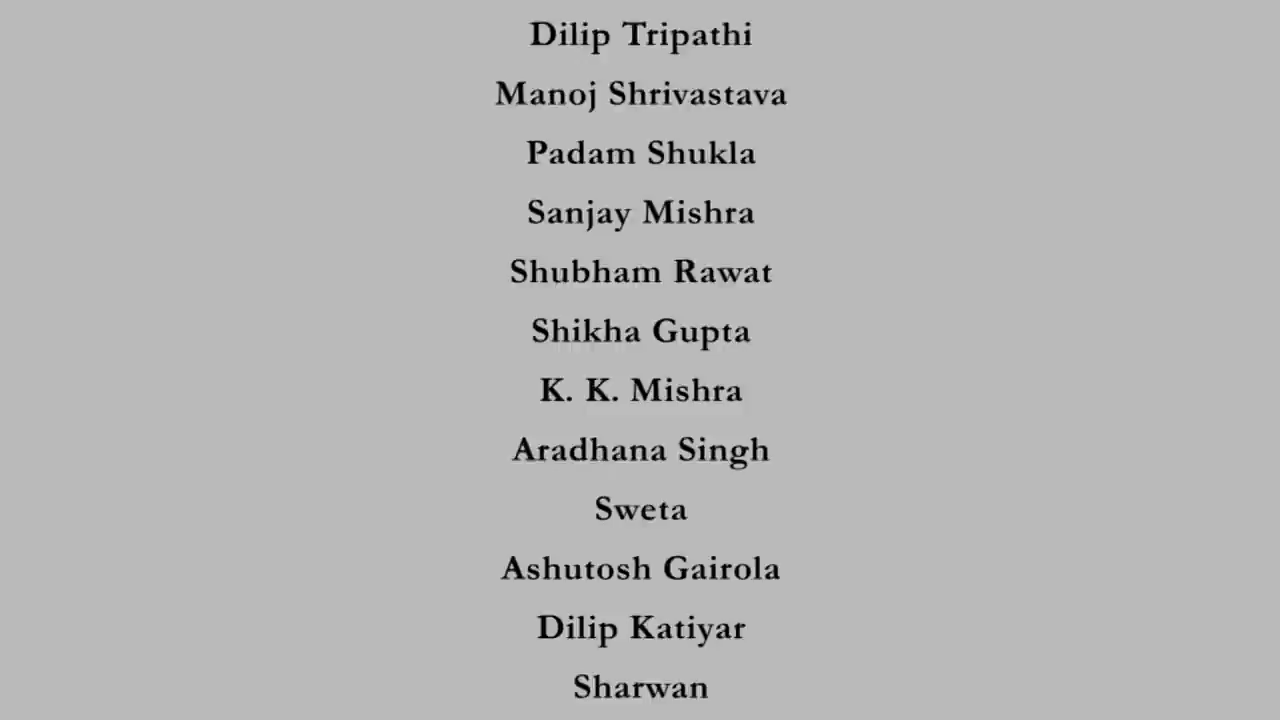 Dilip Tripathi
Manoj Shrivastava
Padam Shukla
Sanjay Mishra
Shubham Rawat
Shikha Gupta
K. K. Mishra
Aradhana Singh
Sweta
Ashutosh Gairola
Dilip Katiyar
Sharwan